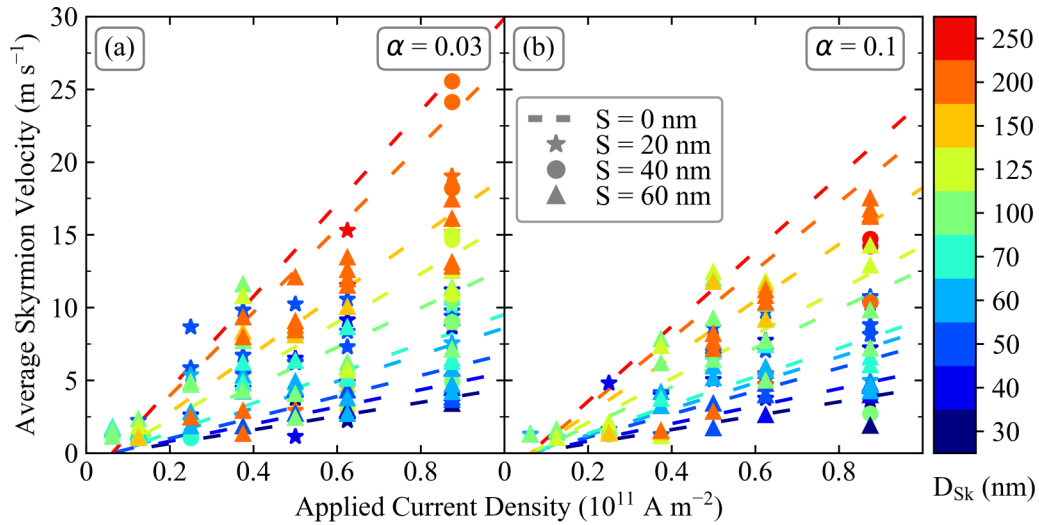 (a)
α = 0.03
(b)
α = 0.1
S = 0 nm
S = 20 nm
S = 40 nm
S = 60 nm
Average Skyrmion Velocity (m s⁻¹)
30
25
20
15
10
5
0
0 0.2 0.4 0.6 0.8 0 0.2 0.4 0.6 0.8
Applied Current Density (10¹¹ A m⁻²)
250
200
150
125
100
70
60
50
40
30
D_Sk (nm)